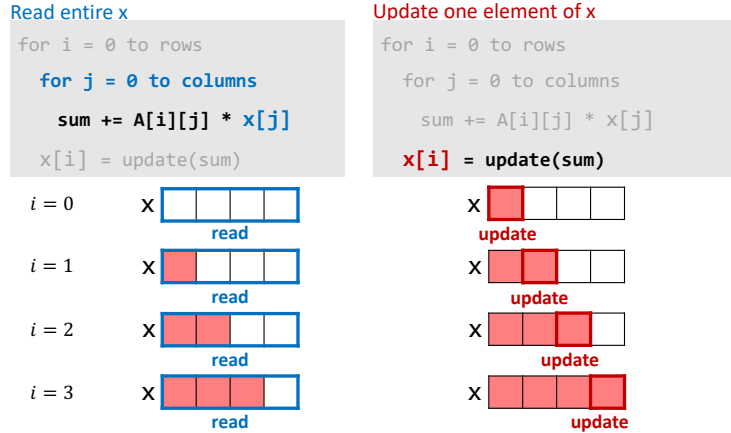 Read entire x
for i = 0 to rows
for j = 0 to columns
sum += A[i][j] * x[j]
x[i] = update(sum)
Update one element of x
for i = 0 to rows
for j = 0 to columns
sum += A[i][j] * x[j]
x[i] = update(sum)
i = 0
x
read
x
update
i = 1
x
read
x
update
i = 2
x
read
x
update
i = 3
x
read
x
update